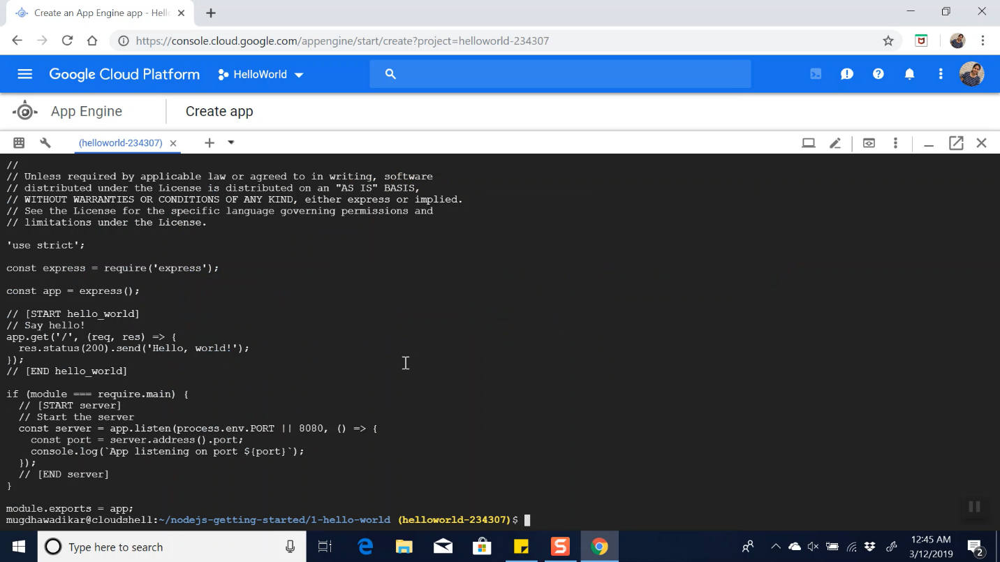 Create an App Engine app - Hell
https://console.cloud.google.com/appengine/start/create?project=helloworld-234307
Google Cloud Platform HelloWorld
App Engine Create app
(helloworld-234307)
//
// Unless required by applicable law or agreed to in writing, software
// distributed under the License is distributed on an "AS IS" BASIS,
// WITHOUT WARRANTIES OR CONDITIONS OF ANY KIND, either express or implied.
// See the License for the specific language governing permissions and
// limitations under the License.
'use strict';
const express = require('express');
const app = express();
// [START hello_world]
// Say hello!
app.get('/', (req, res) => {
  res.status(200).send('Hello, world!');
});
// [END hello_world]
if (module === require.main) {
  // [START server]
  // Start the server
  const server = app.listen(process.env.PORT || 8080, () => {
    const port = server.address().port;
    console.log(`App listening on port ${port}`);
  });
  // [END server]
}
module.exports = app;
mugdhawadikar@cloudshell:~/nodejs-getting-started/1-hello-world (helloworld-234307)$
Type here to search
12:45 AM
3/12/2019
2